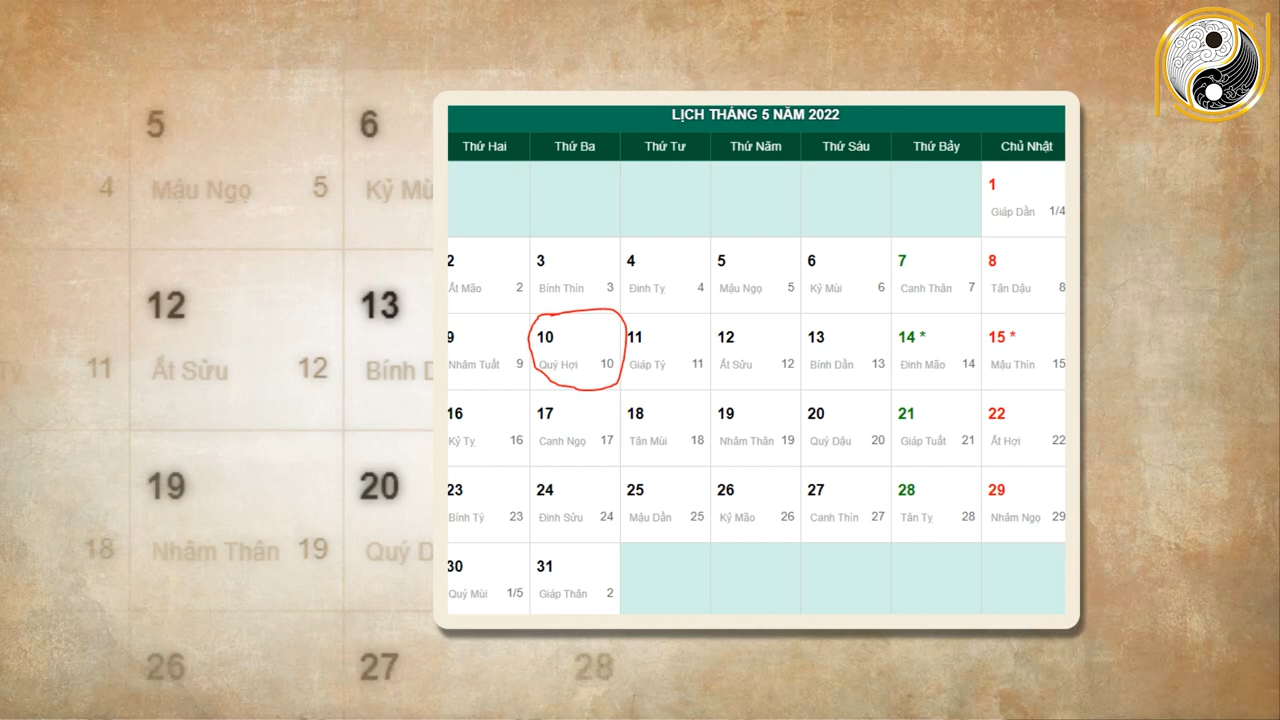 LỊCH THÁNG 5 NĂM 2022
Thứ Hai Thứ Ba Thứ Tư Thứ Năm Thứ Sáu Thứ Bảy Chủ Nhật
1
Giáp Dần 1/4
2 3 4 5 6 7 8
Ất Mão 2 Bính Thìn 3 Đinh Tỵ 4 Mậu Ngọ 5 Kỷ Mùi 6 Canh Thân 7 Tân Dậu 8
9 10 11 12 13 14 * 15 *
Nhâm Tuất 9 Quý Hợi 10 Giáp Tý 11 Ất Sửu 12 Bính Dần 13 Đinh Mão 14 Mậu Thìn 15
16 17 18 19 20 21 22
Kỷ Tỵ 16 Canh Ngọ 17 Tân Mùi 18 Nhâm Thân 19 Quý Dậu 20 Giáp Tuất 21 Ất Hợi 22
23 24 25 26 27 28 29
Bính Tý 23 Đinh Sửu 24 Mậu Dần 25 Kỷ Mão 26 Canh Thìn 27 Tân Tỵ 28 Nhâm Ngọ 29
30 31
Quý Mùi 1/5 Giáp Thân 2
5 6
4 Mậu Ngọ 5 Kỷ Mùi
12 13
11 Ất Sửu 12 Bính D
19 20
18 Nhâm Thân 19 Quý D
26 27 28